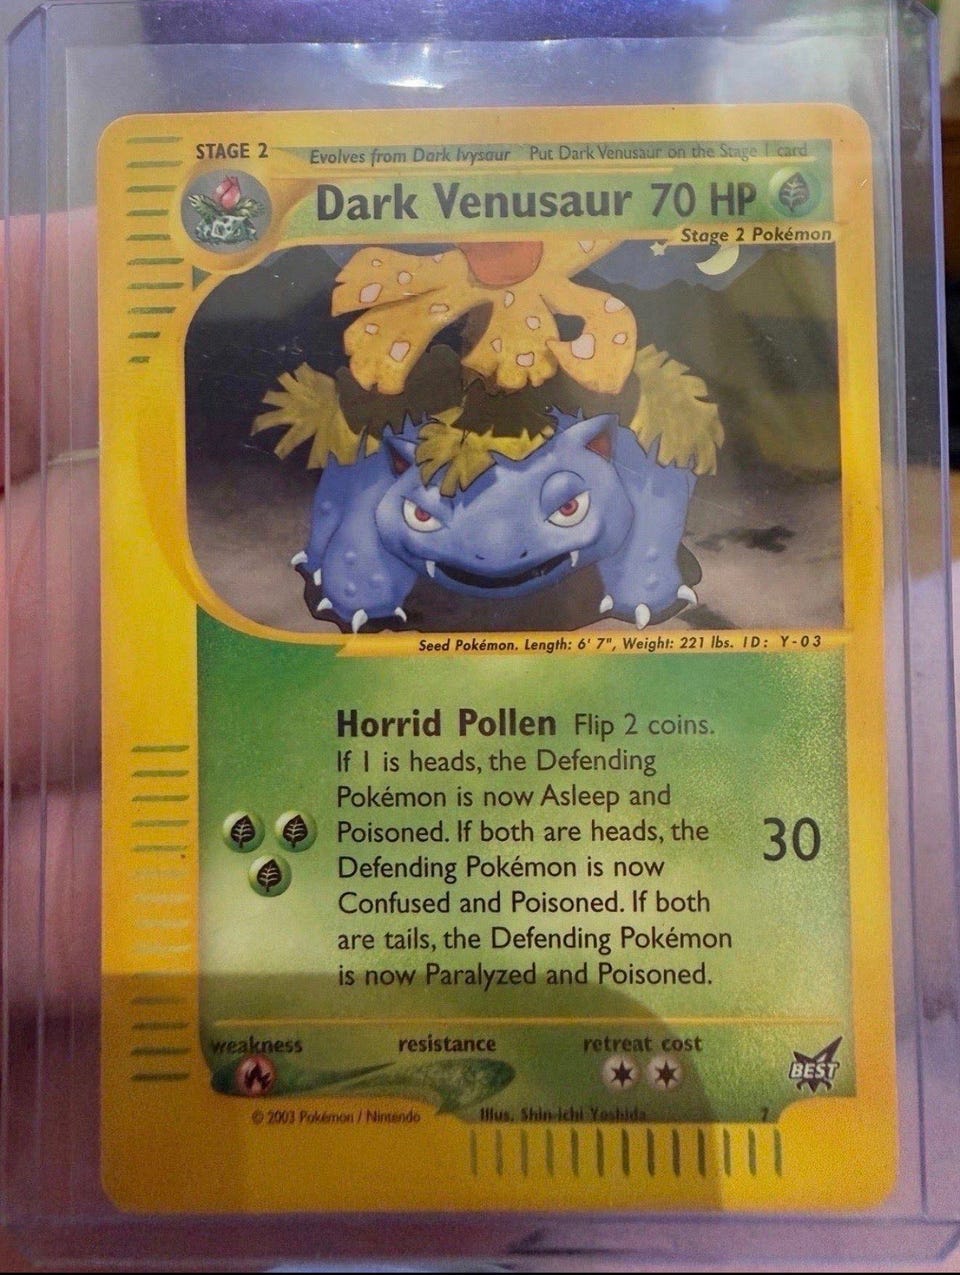 STAGE 2 Evolves from Dark Ivysaur Put Dark Venusaur on the Stage 1 card
Dark Venusaur 70 HP
Stage 2 Pokémon
Seed Pokémon. Length: 6' 7", Weight: 221 lbs. ID: Y-03
Horrid Pollen Flip 2 coins.
If 1 is heads, the Defending
Pokémon is now Asleep and
Poisoned. If both are heads, the
Defending Pokémon is now
Confused and Poisoned. If both
are tails, the Defending Pokémon
is now Paralyzed and Poisoned.
30
weakness resistance retreat cost
BEST
© 2003 Pokémon / Nintendo Illus. Shin-ichi Yoshida 7